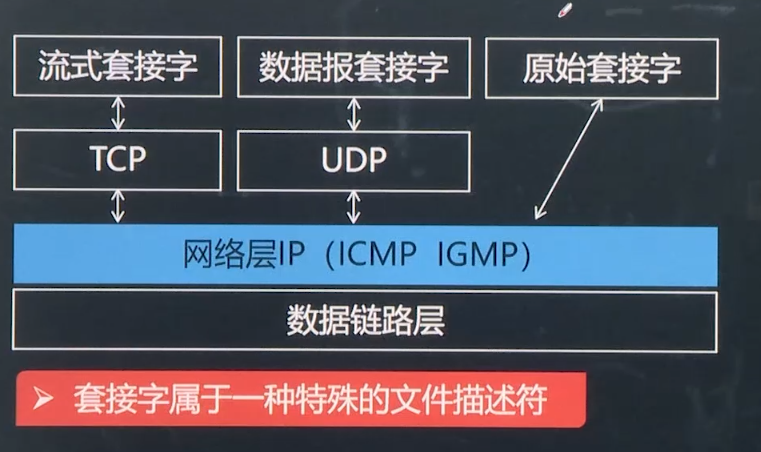 流式套接字 数据报套接字 原始套接字
TCP UDP
网络层IP（ICMP IGMP）
数据链路层
➢ 套接字属于一种特殊的文件描述符